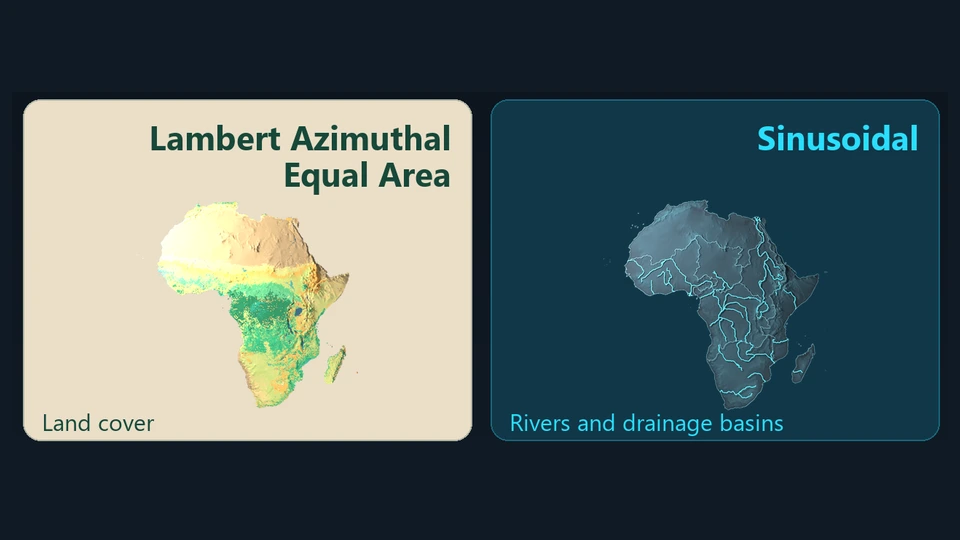 Lambert Azimuthal
Equal Area
Land cover
Sinusoidal
Rivers and drainage basins